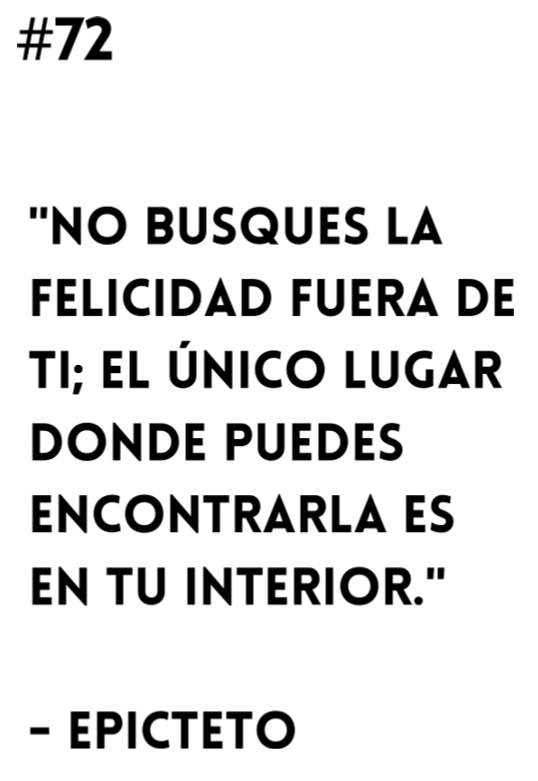 #72
"NO BUSQUES LA
FELICIDAD FUERA DE
TI; EL ÚNICO LUGAR
DONDE PUEDES
ENCONTRARLA ES
EN TU INTERIOR."
- EPICTETO